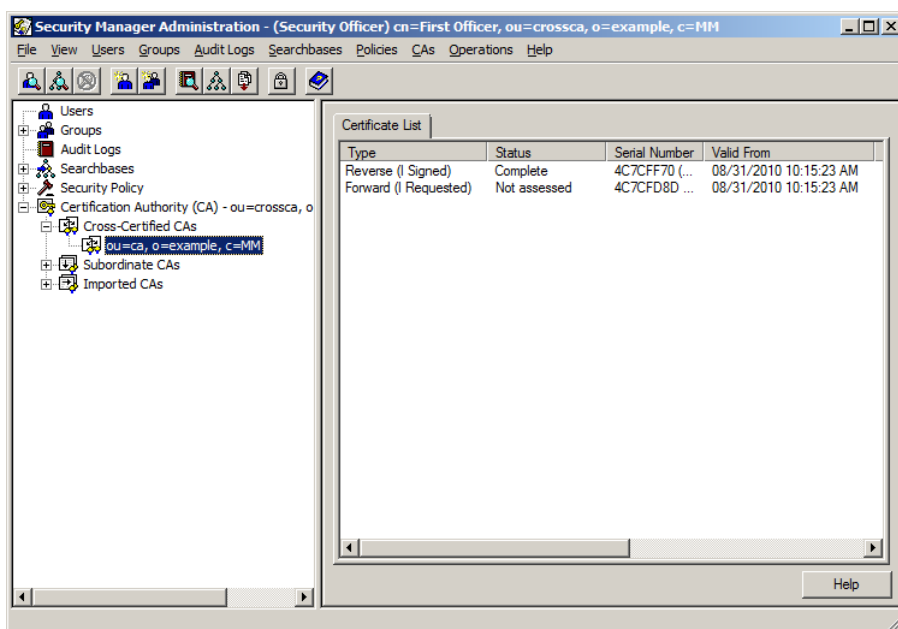 Security Manager Administration - (Security Officer) cn=First Officer, ou=crossca, o=example, c=MM
File View Users Groups Audit Logs Searchbases Policies CAs Operations Help
Users
Groups
Audit Logs
Searchbases
Security Policy
Certification Authority (CA) - ou=crossca, o
Cross-Certified CAs
ou=ca, o=example, c=MM
Subordinate CAs
Imported CAs
Certificate List
Type Status Serial Number Valid From
Reverse (I Signed) Complete 4C7CFF70 (... 08/31/2010 10:15:23 AM
Forward (I Requested) Not assessed 4C7CFD8D ... 08/31/2010 10:15:23 AM
Help